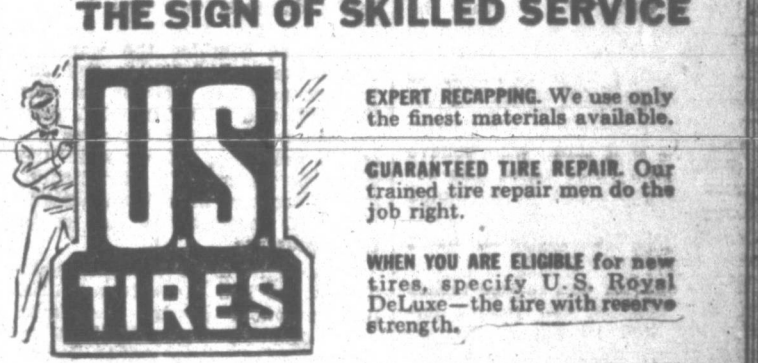 THE SIGN OF SKILLED SERVICE
U.S.
TIRES
EXPERT RECAPPING. We use only
the finest materials available.
GUARANTEED TIRE REPAIR. Our
trained tire repair men do the
job right.
WHEN YOU ARE ELIGIBLE for new
tires, specify U.S. Royal
DeLuxe—the tire with reserve
strength.